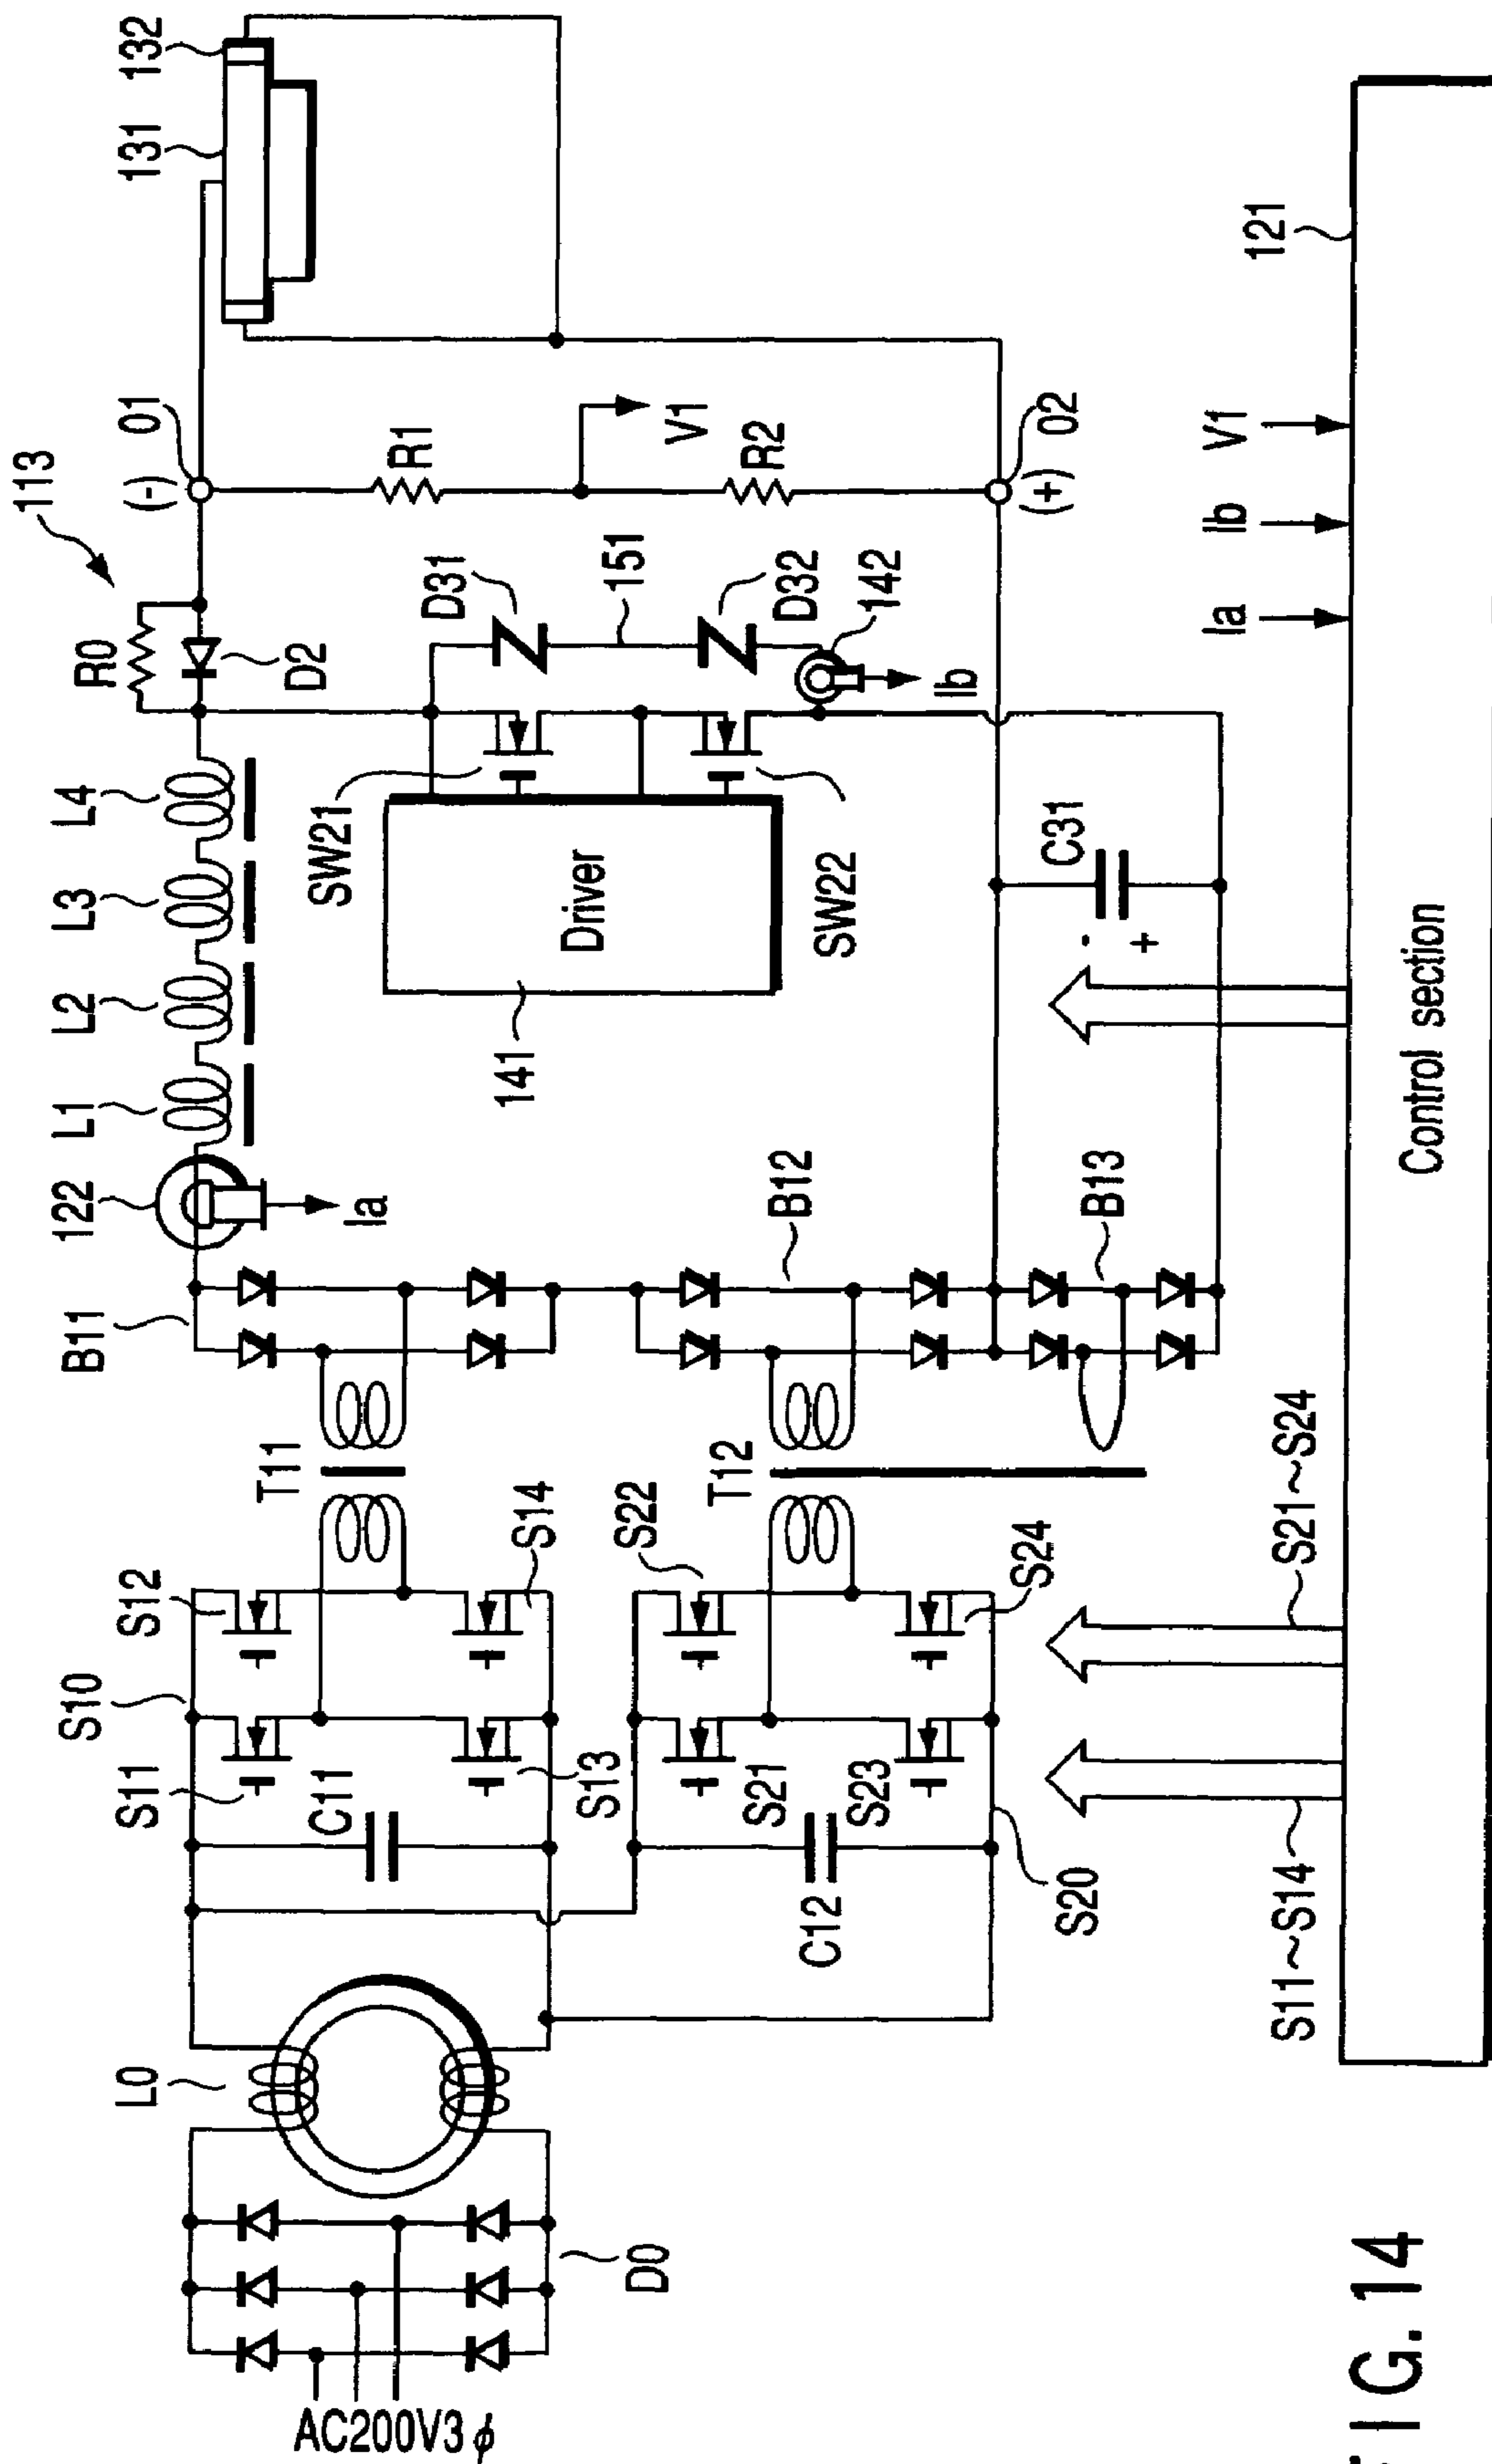 113
L0
S10
S11
S12
B11
122
L1
L2
L3
L4
R0
(-)
01
131
132
C11
S13
S14
T11
Ia
SW21
D2
D31
R1
AC200V3ϕ
D0
S22
T12
141
Driver
151
V1
C12
S21
S23
S24
B12
SW22
D32
142
R2
S20
B13
-
+
C31
Ib
(+)
02
S11~S14
S21~S24
Ia
Ib
V1
121
Control section
FIG. 14